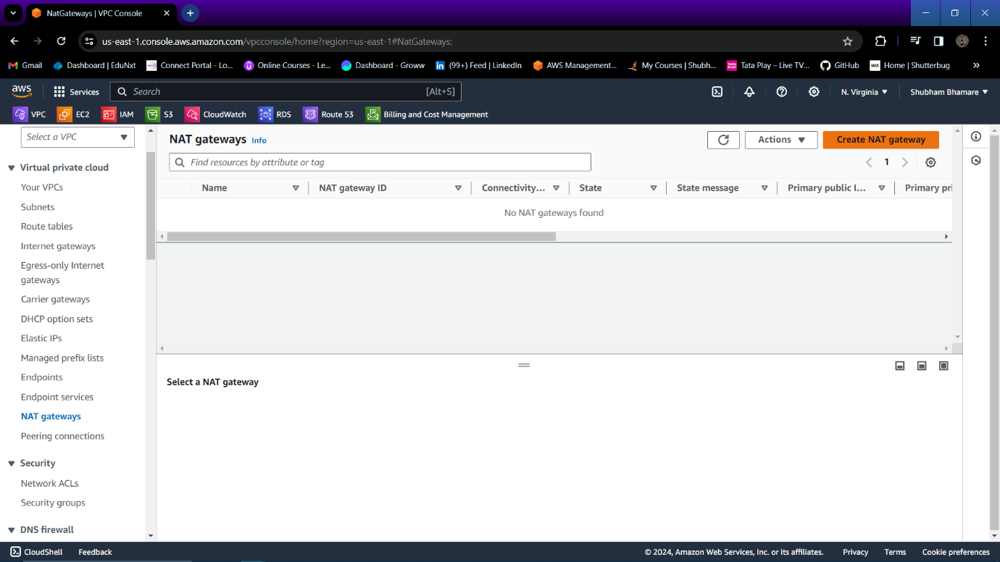 NatGateways | VPC Console
us-east-1.console.aws.amazon.com/vpcconsole/home?region=us-east-1#NatGateways:
Gmail Dashboard | EduNxt Connect Portal - Lo... Online Courses - Le... Dashboard - Groww (99+) Feed | LinkedIn AWS Management... My Courses | Shubh... Tata Play – Live TV... GitHub Home | Shutterbug
aws Services Search [Alt+S] N. Virginia Shubham Bhamare
VPC EC2 IAM S3 CloudWatch RDS Route 53 Billing and Cost Management
Select a VPC
Virtual private cloud
Your VPCs
Subnets
Route tables
Internet gateways
Egress-only Internet
gateways
Carrier gateways
DHCP option sets
Elastic IPs
Managed prefix lists
Endpoints
Endpoint services
NAT gateways
Peering connections
Security
Network ACLs
Security groups
DNS firewall
NAT gateways Info Actions Create NAT gateway
Find resources by attribute or tag 1
Name NAT gateway ID Connectivity... State State message Primary public I... Primary pri
No NAT gateways found
Select a NAT gateway
CloudShell Feedback © 2024, Amazon Web Services, Inc. or its affiliates. Privacy Terms Cookie preferences